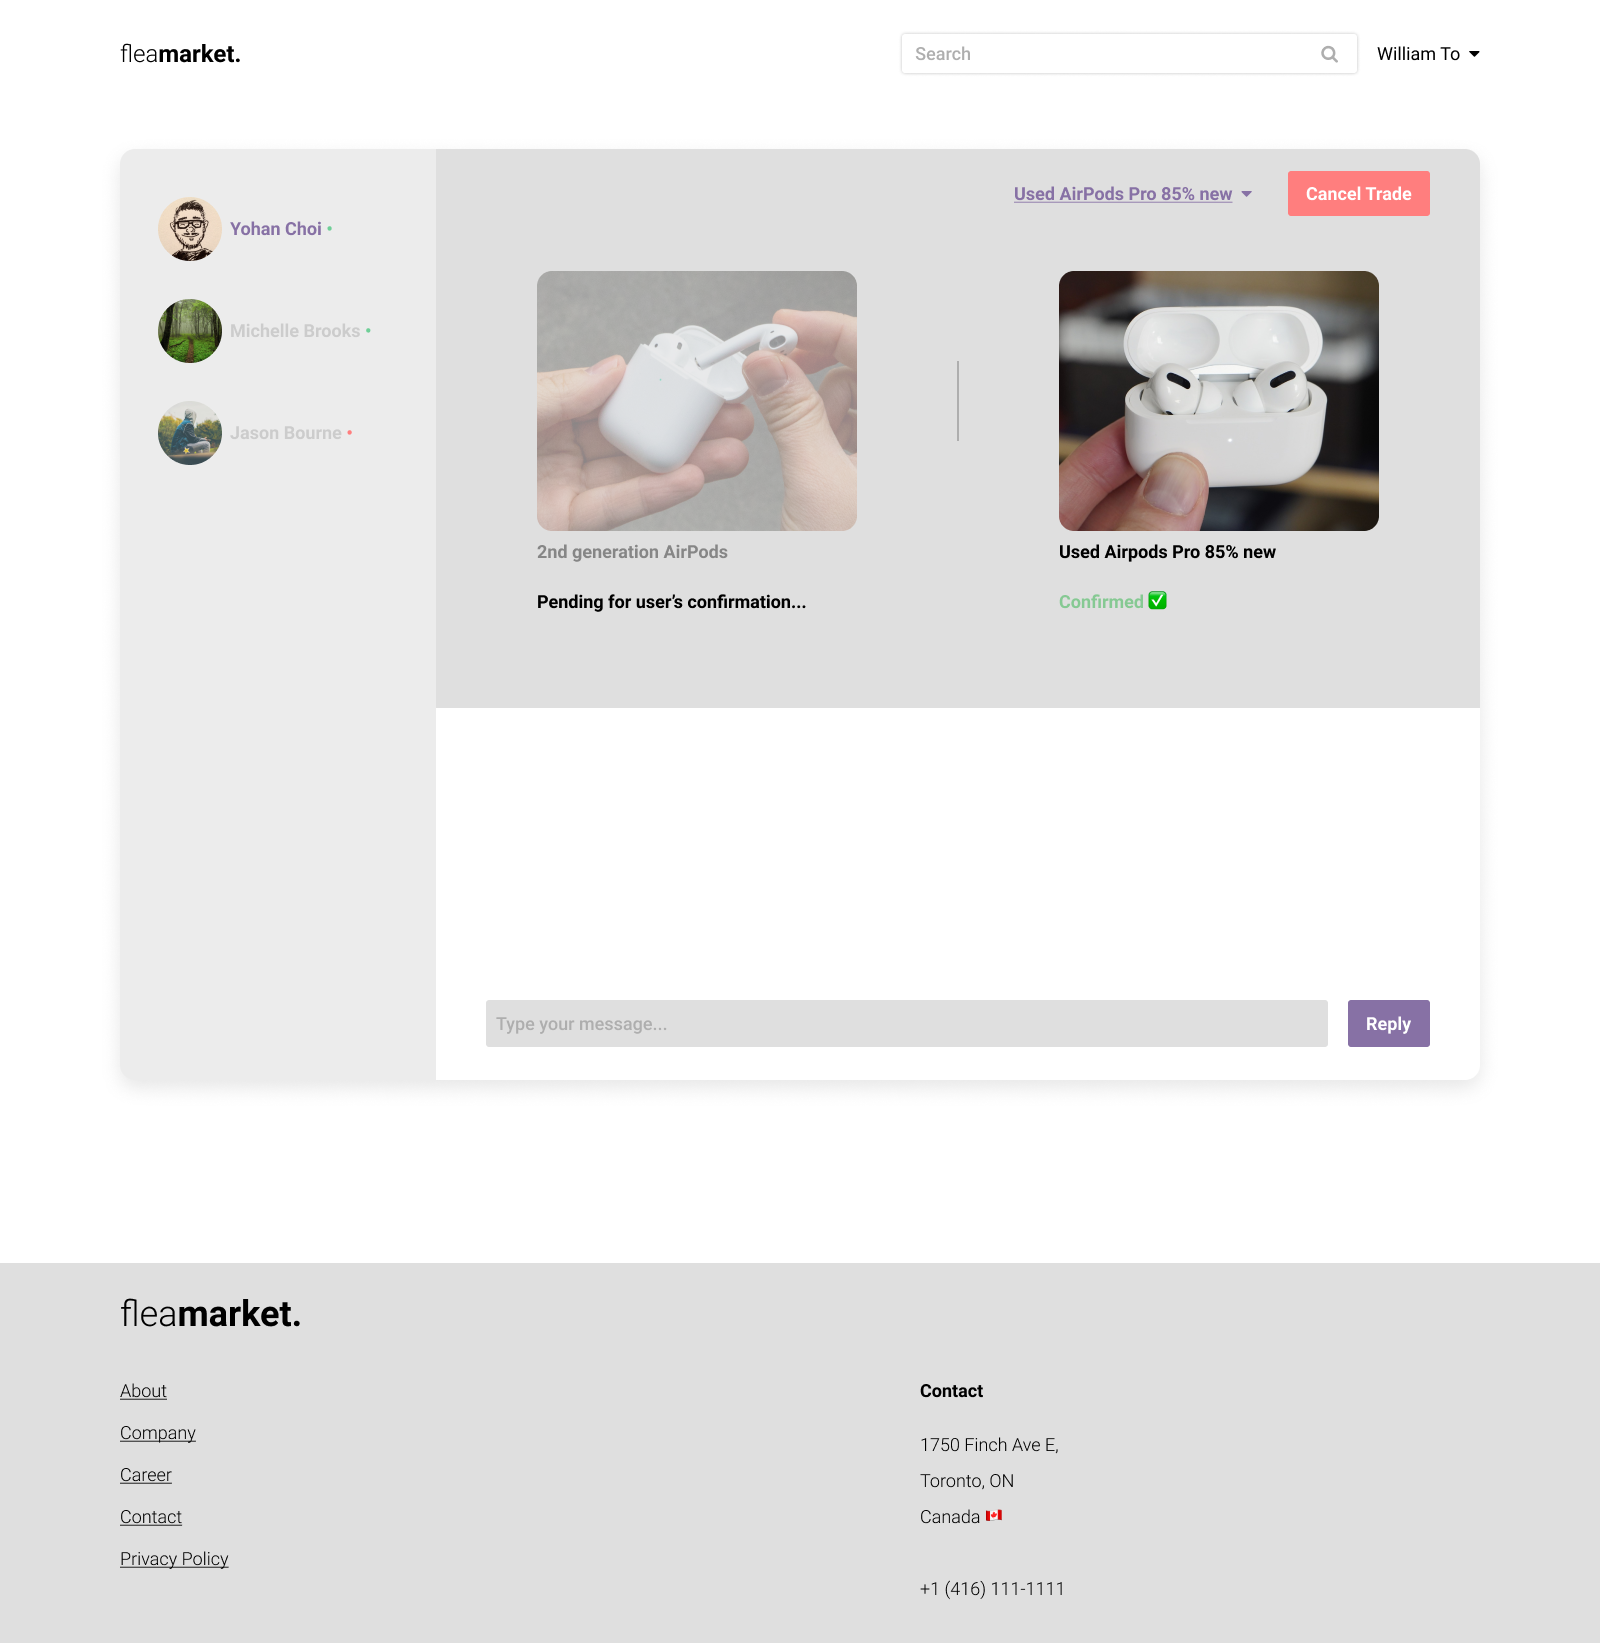 fleamarket.
Search
William To
Used AirPods Pro 85% new
Cancel Trade
Yohan Choi
Michelle Brooks
Jason Bourne
2nd generation AirPods
Pending for user’s confirmation...
Used Airpods Pro 85% new
Confirmed ✅
Type your message...
Reply
fleamarket.
About
Company
Career
Contact
Privacy Policy
Contact
1750 Finch Ave E,
Toronto, ON
Canada 🇨🇦
+1 (416) 111-1111